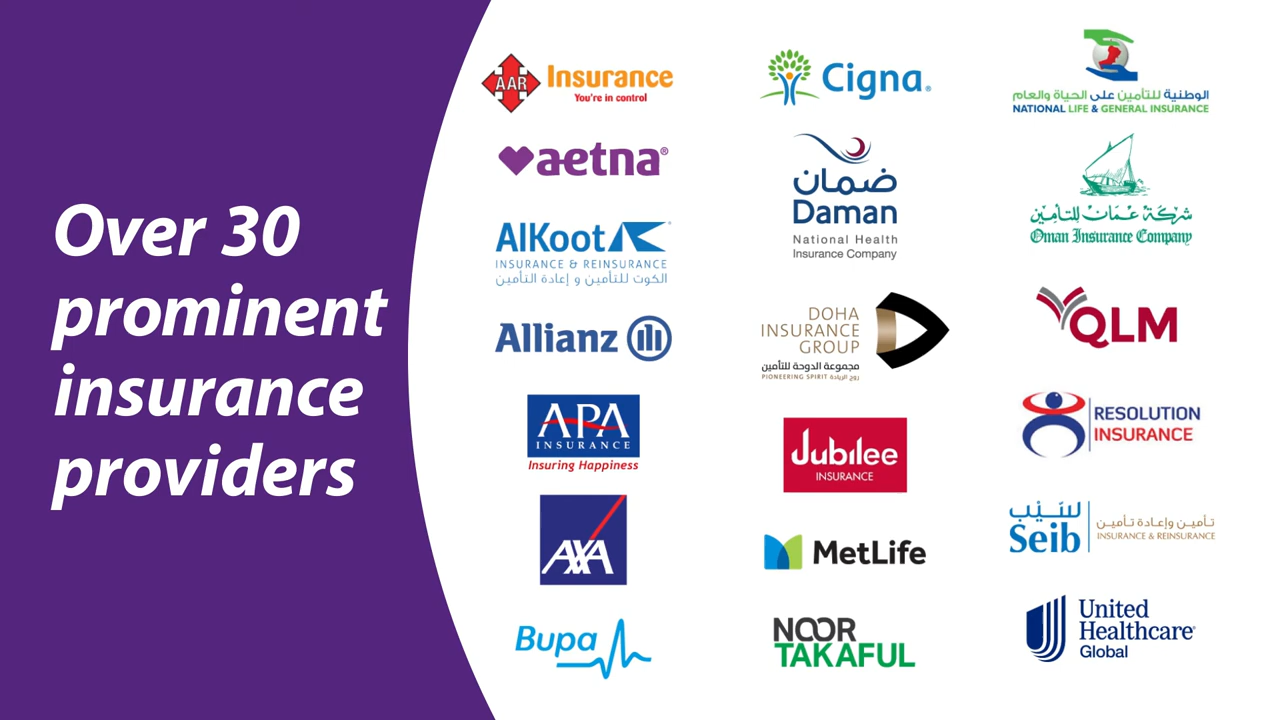 Over 30
prominent
insurance
providers
AAR
Insurance
You're in control
aetna®
AlKoot
INSURANCE & REINSURANCE
الكوت للتأمين و إعادة التأمين
Allianz
APA
INSURANCE
Insuring Happiness
AXA
Bupa
Cigna®
ضمان
Daman
National Health
Insurance Company
DOHA
INSURANCE
GROUP
مجموعة الدوحة للتأمين
PIONEERING SPIRIT روح الريادة
Jubilee
INSURANCE
MetLife
NOOR
TAKAFUL
الوطنية للتأمين على الحياة والعام
NATIONAL LIFE & GENERAL INSURANCE
شركة عمان للتأمين
Oman Insurance Company
QLM
RESOLUTION
INSURANCE
لسيب
Seib
تأمين وإعادة تأمين
INSURANCE & REINSURANCE
United
Healthcare®
Global